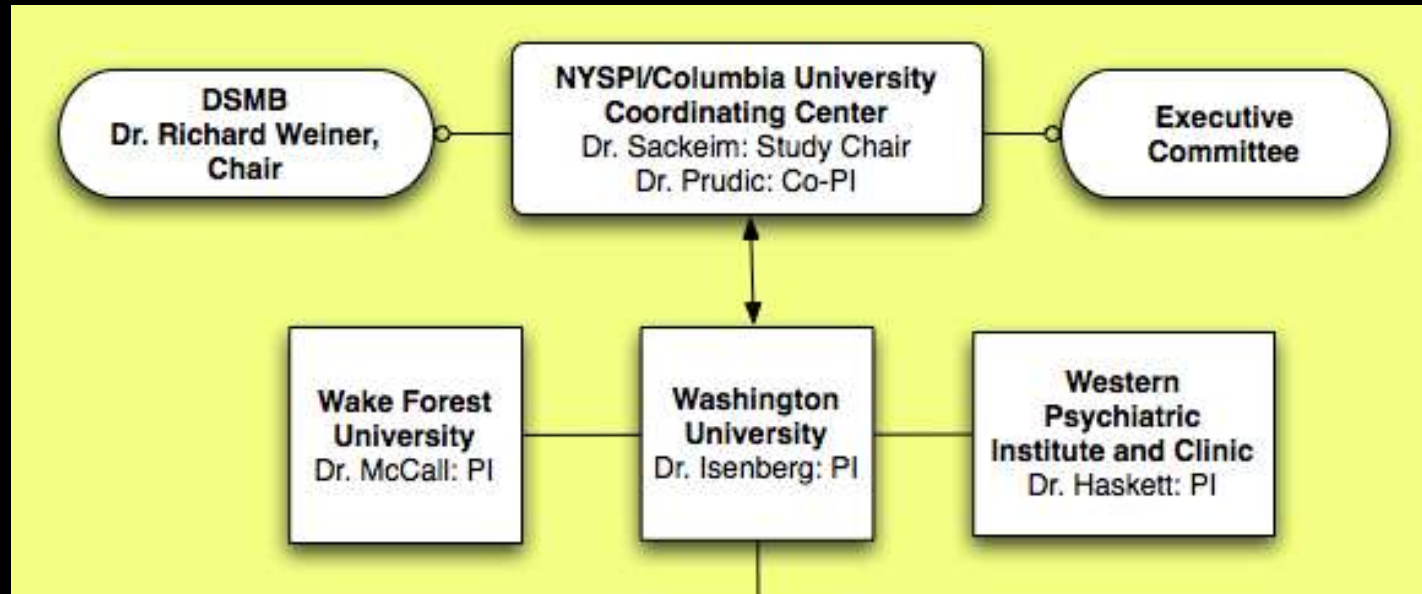 DSMB
Dr. Richard Weiner,
Chair
NYSPI/Columbia University
Coordinating Center
Dr. Sackeim: Study Chair
Dr. Prudic: Co-PI
Executive
Committee
Wake Forest
University
Dr. McCall: PI
Washington
University
Dr. Isenberg: PI
Western
Psychiatric
Institute and Clinic
Dr. Haskett: PI